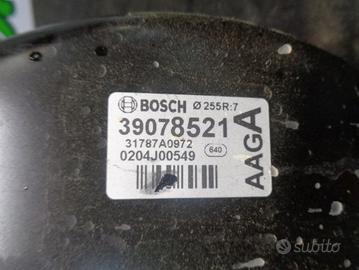 BOSCH Ø 255R:7
39078521
31787A0972
0204J00549 640
AAGA
subito